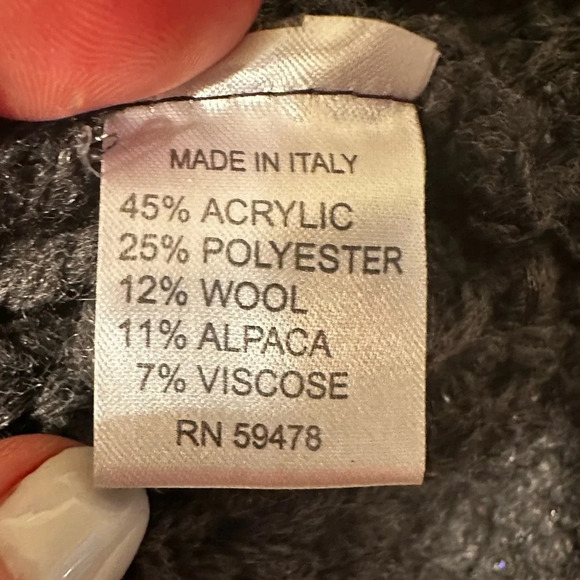 MADE IN ITALY
45% ACRYLIC
25% POLYESTER
12% WOOL
11% ALPACA
7% VISCOSE
RN 59478